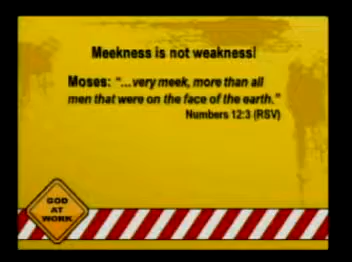 Meekness is not weakness!
Moses: "...very meek, more than all
men that were on the face of the earth."
Numbers 12:3 (RSV)
GOD
AT
WORK